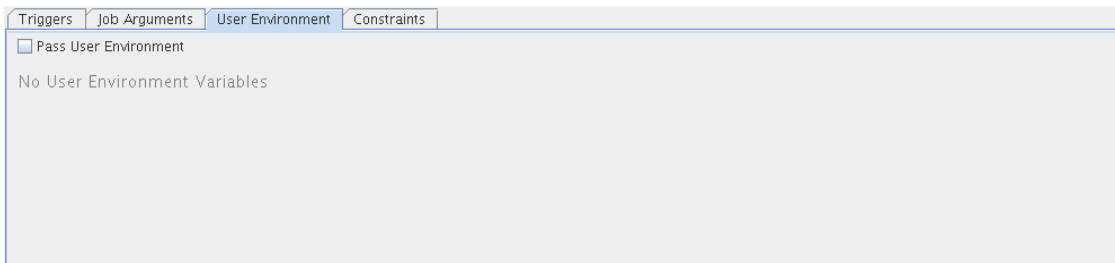 Triggers Job Arguments User Environment Constraints
Pass User Environment
No User Environment Variables